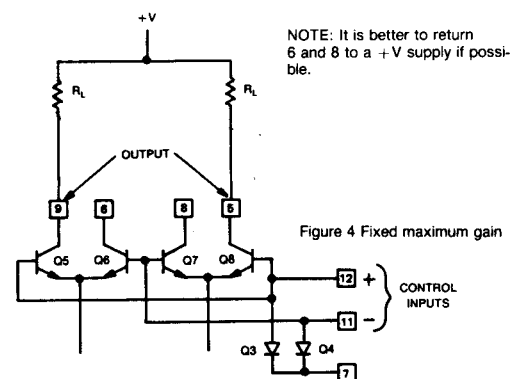 +V
NOTE: It is better to return
6 and 8 to a +V supply if possi-
ble.
RL
RL
OUTPUT
9
6
8
5
Figure 4 Fixed maximum gain
Q5
Q6
Q7
Q8
12 +
CONTROL
INPUTS
11 −
Q3
Q4
7